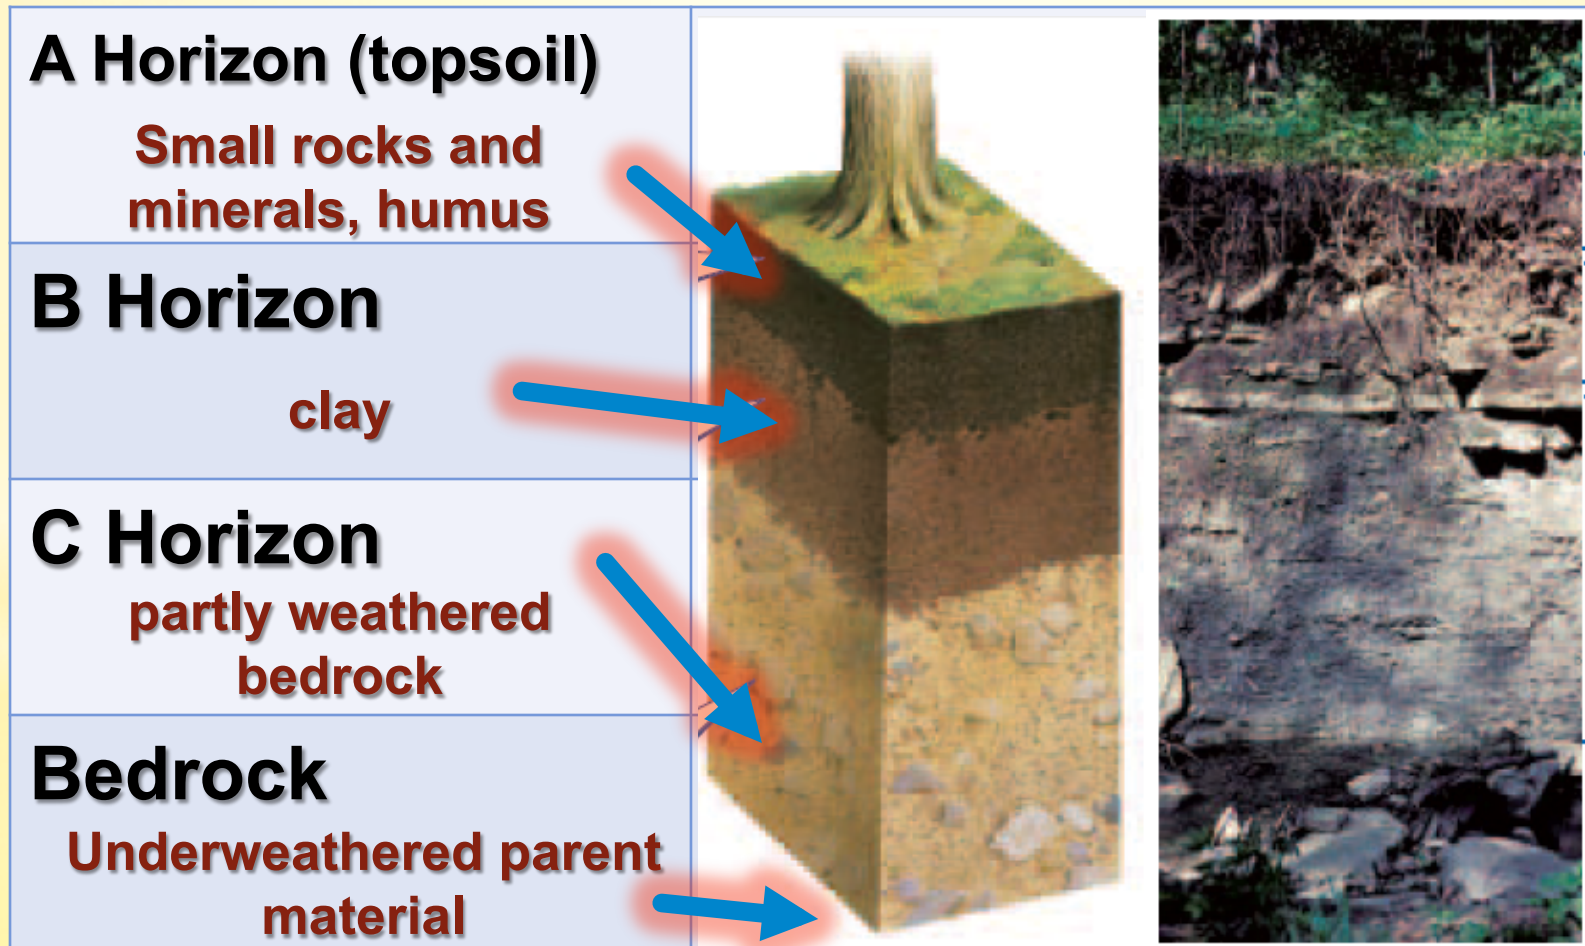 A Horizon (topsoil)
Small rocks and
minerals, humus
B Horizon
clay
C Horizon
partly weathered
bedrock
Bedrock
Underweathered parent
material